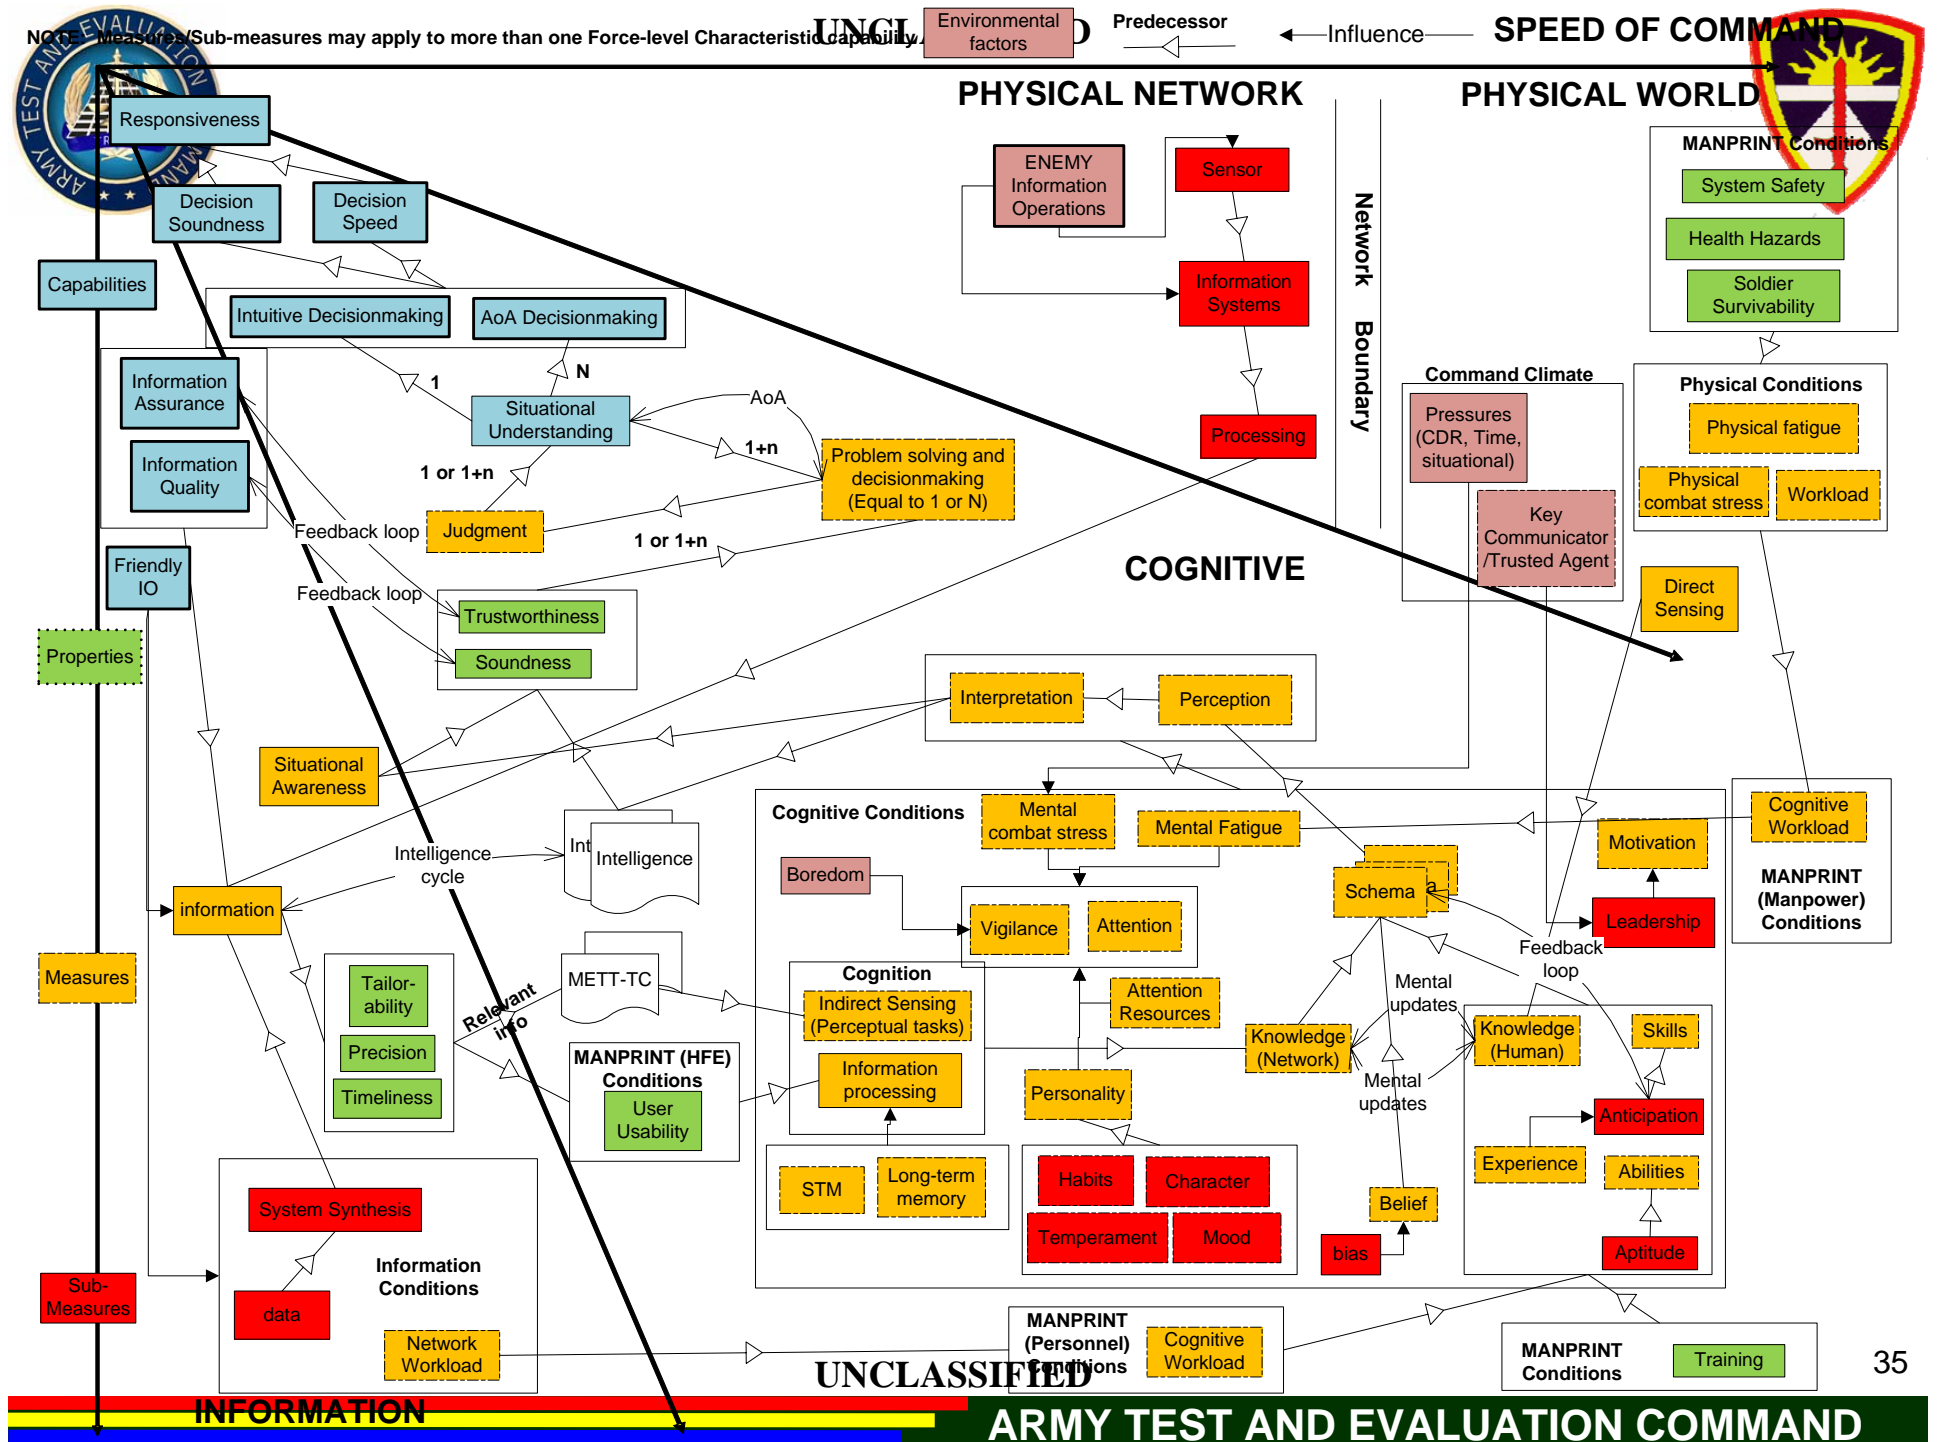 NOTE: Measures/Sub-measures may apply to more than one Force-level Characteristic capability
UNCLA
D
Environmental
factors
Predecessor
Influence
SPEED OF COMMAND
ARMY TEST AND EVALUATION
MAND
PHYSICAL NETWORK
PHYSICAL WORLD
Responsiveness
Decision
Soundness
Decision
Speed
Capabilities
Intuitive Decisionmaking
AoA Decisionmaking
ENEMY
Information
Operations
Sensor
Information
Systems
Processing
Network Boundary
MANPRINT Conditions
System Safety
Health Hazards
Soldier
Survivability
Information
Assurance
Information
Quality
1
N
Situational
Understanding
AoA
1+n
1 or 1+n
Problem solving and
decisionmaking
(Equal to 1 or N)
Judgment
1 or 1+n
Feedback loop
Feedback loop
Command Climate
Pressures
(CDR, Time,
situational)
Key
Communicator
/Trusted Agent
Physical Conditions
Physical fatigue
Physical
combat stress
Workload
Friendly
IO
COGNITIVE
Direct
Sensing
Trustworthiness
Soundness
Properties
Interpretation
Perception
Situational
Awareness
Cognitive Conditions
Mental
combat stress
Mental Fatigue
Cognitive
Workload
MANPRINT
(Manpower)
Conditions
Motivation
Leadership
Boredom
Schema
a
Int
Intelligence
Intelligence
cycle
information
Vigilance
Attention
Feedback
loop
Measures
Tailor-
ability
Precision
Timeliness
Relevant
info
METT-TC
Cognition
Indirect Sensing
(Perceptual tasks)
Information
processing
Attention
Resources
Mental
updates
Knowledge
(Network)
Knowledge
(Human)
Skills
Mental
updates
MANPRINT (HFE)
Conditions
User
Usability
Personality
Anticipation
Experience
Abilities
Aptitude
STM
Long-term
memory
Habits
Character
Temperament
Mood
Belief
bias
System Synthesis
Information
Conditions
data
Sub-
Measures
Network
Workload
MANPRINT
(Personnel)
Conditions
Cognitive
Workload
MANPRINT
Conditions
Training
35
UNCLASSIFIED
INFORMATION
ARMY TEST AND EVALUATION COMMAND